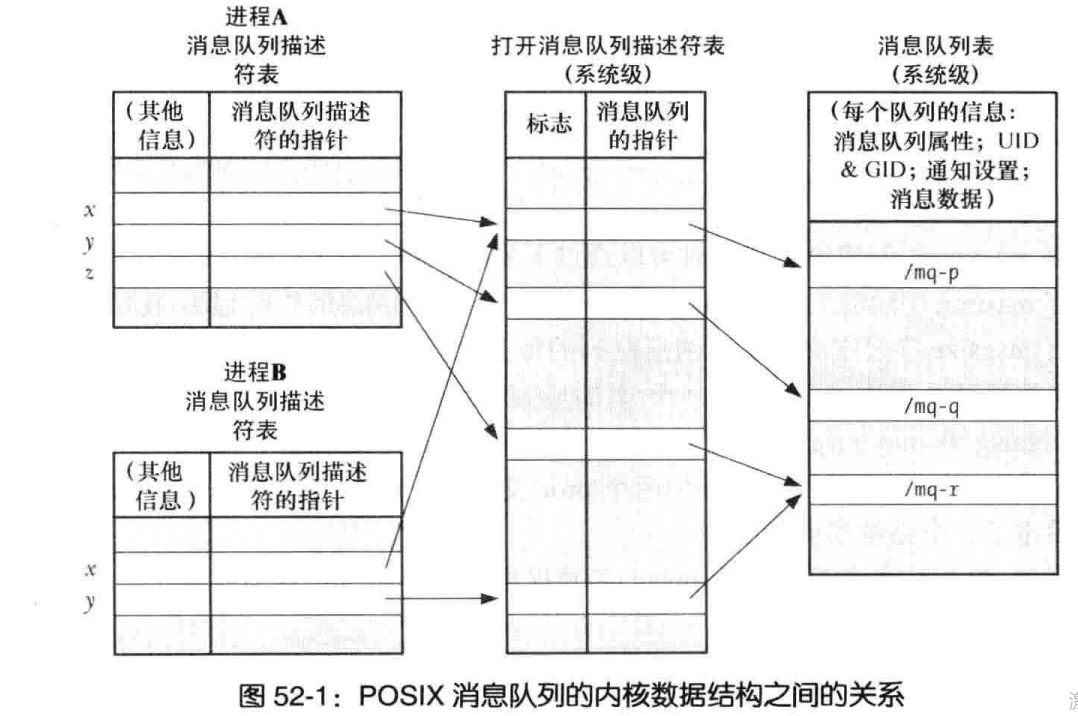 进程A
消息队列描述
符表
(其他
信息)
消息队列描述
符的指针
x
y
z
进程B
消息队列描述
符表
(其他
信息)
消息队列描述
符的指针
x
y
打开消息队列描述符表
(系统级)
标志
消息队列
的指针
消息队列表
(系统级)
(每个队列的信息:
消息队列属性; UID
& GID; 通知设置;
消息数据)
/mq-p
/mq-q
/mq-r
图 52-1: POSIX 消息队列的内核数据结构之间的关系